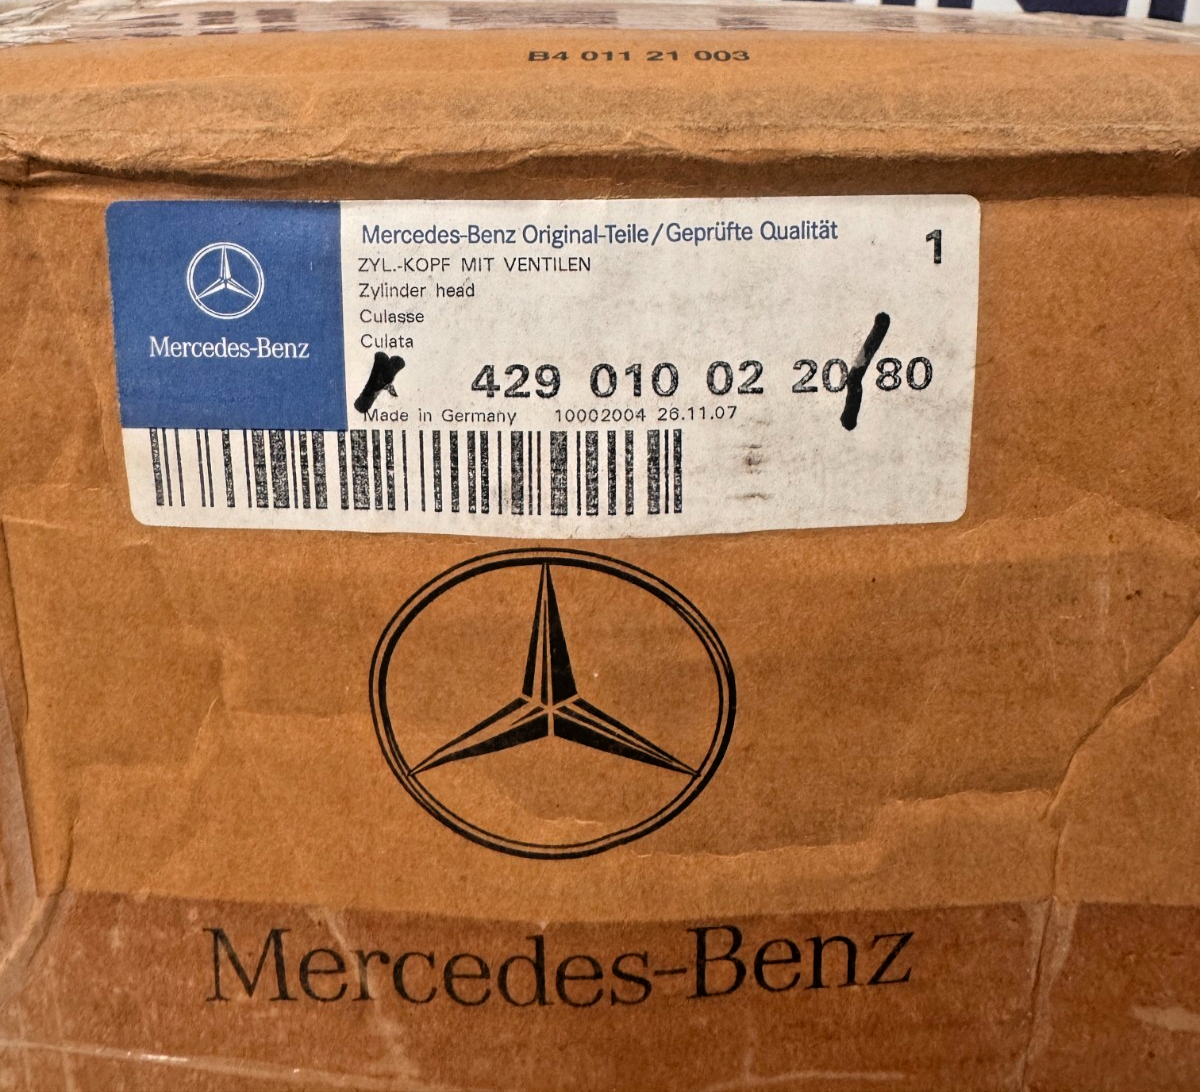 B4 011 21 003
Mercedes-Benz Original-Teile/Geprüfte Qualität
1
ZYL.-KOPF MIT VENTILEN
Zylinder head
Culasse
Culata
Mercedes-Benz
A 429 010 02 20/80
Made in Germany 10002004 26.11.07
Mercedes-Benz